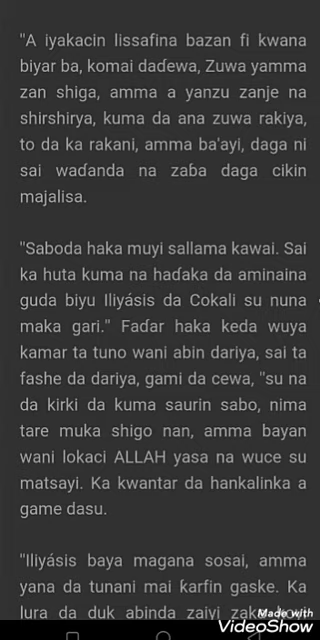 "A iyakacin lissafina bazan fi kwana
biyar ba, komai daɗewa, Zuwa yamma
zan shiga, amma a yanzu zanje na
shirshirya, kuma da ana zuwa rakiya,
to da ka rakani, amma ba'ayi, daga ni
sai waɗanda na zaɓa daga cikin
majalisa.
"Saboda haka muyi sallama kawai. Sai
ka huta kuma na haɗaka da aminaina
guda biyu Iliyásis da Cokali su nuna
maka gari." Faɗar haka keda wuya
kamar ta tuno wani abin dariya, sai ta
fashe da dariya, gami da cewa, "su na
da kirki da kuma saurin sabo, nima
tare muka shigo nan, amma bayan
wani lokaci ALLAH yasa na wuce su
matsayi. Ka kwantar da hankalinka a
game dasu.
"Iliyásis baya magana sosai, amma
yana da tunani mai ƙarfin gaske. Ka
lura da duk abinda zaiyi
Made with
VideoShow